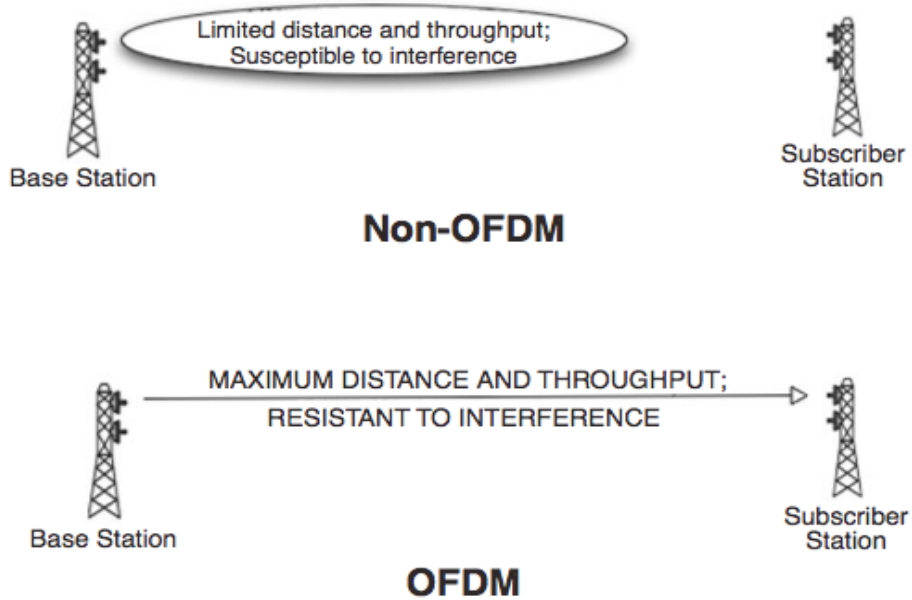 Limited distance and throughput;
Susceptible to interference
Base Station
Subscriber
Station
Non-OFDM
MAXIMUM DISTANCE AND THROUGHPUT;
RESISTANT TO INTERFERENCE
Base Station
Subscriber
Station
OFDM